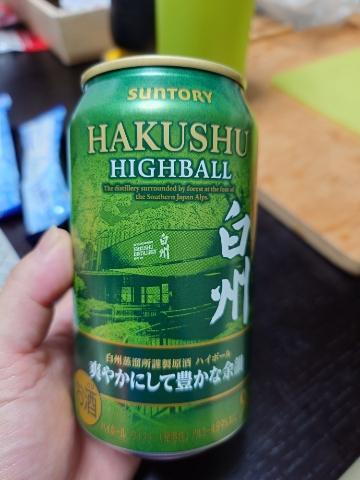 SUNTORY
HAKUSHU
HIGHBALL
The distillery surrounded by forest at the foot of
the Southern Japan Alps.
白州
白州
白州蒸溜所謹製原酒 ハイボール
爽やかにして豊かな余韻
お酒